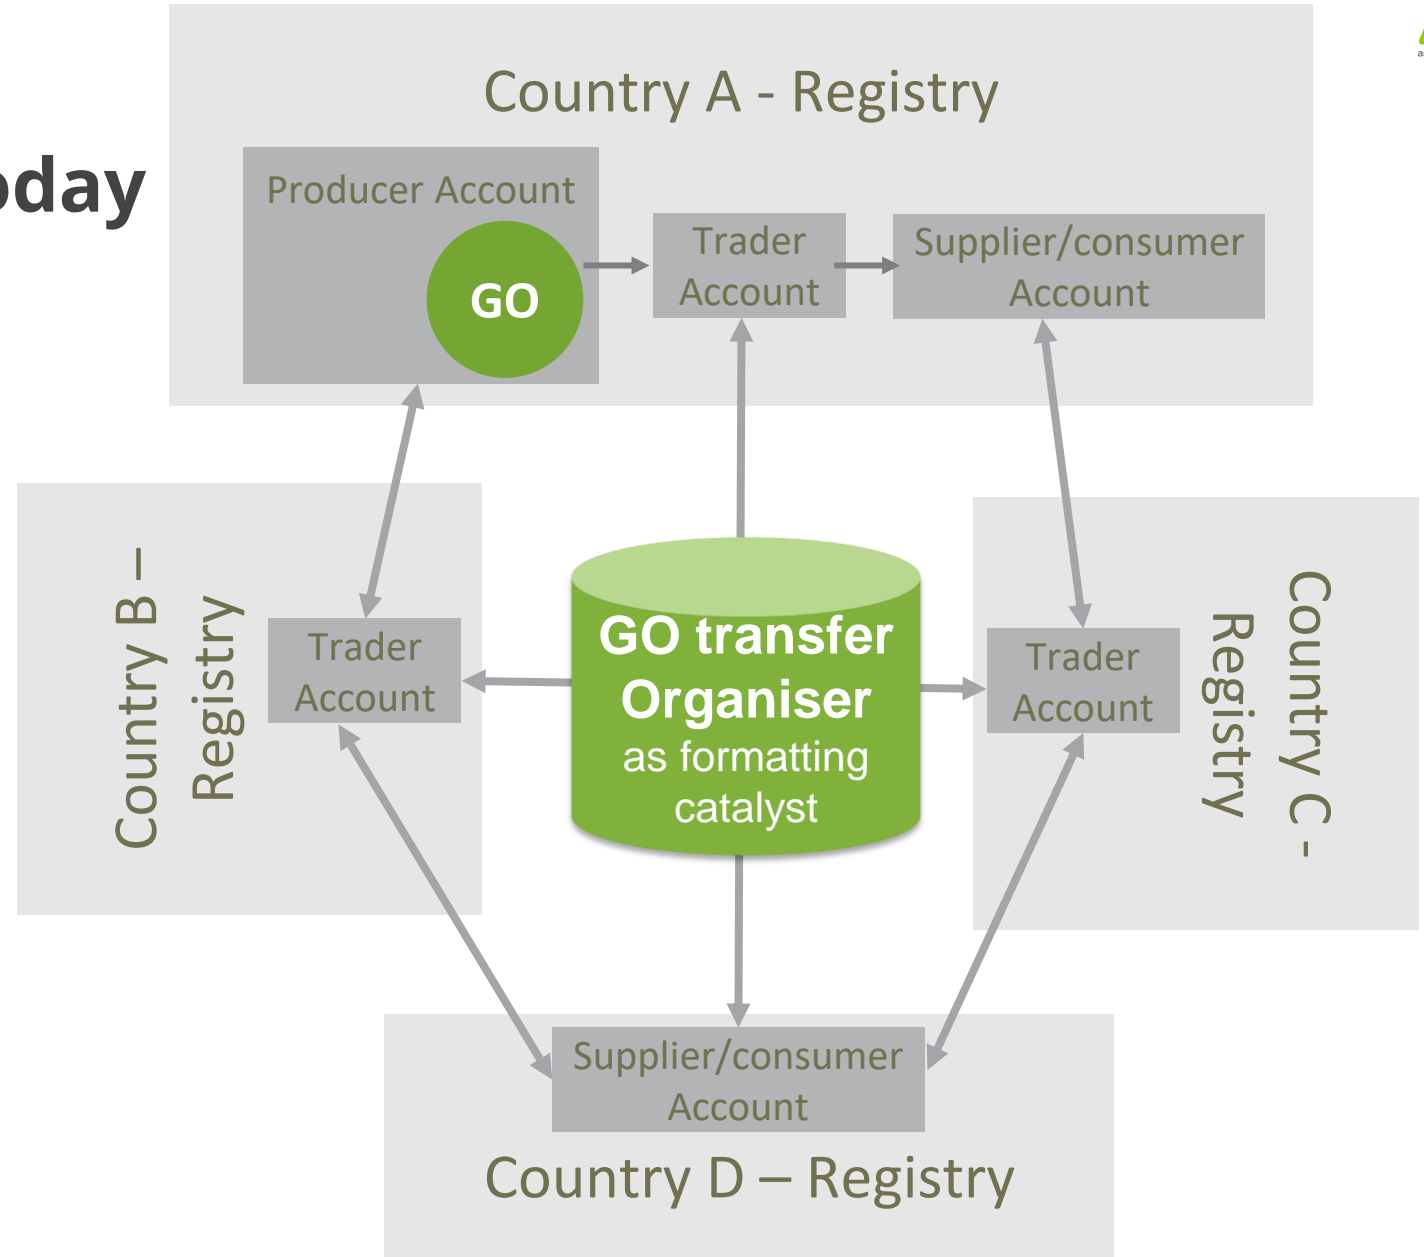 Country A - Registry
oday
Producer Account
GO
Trader
Account
Supplier/consumer
Account
Country B –
Registry
Trader
Account
GO transfer
Organiser
as formatting
catalyst
Trader
Account
Country C -
Registry
Supplier/consumer
Account
Country D – Registry